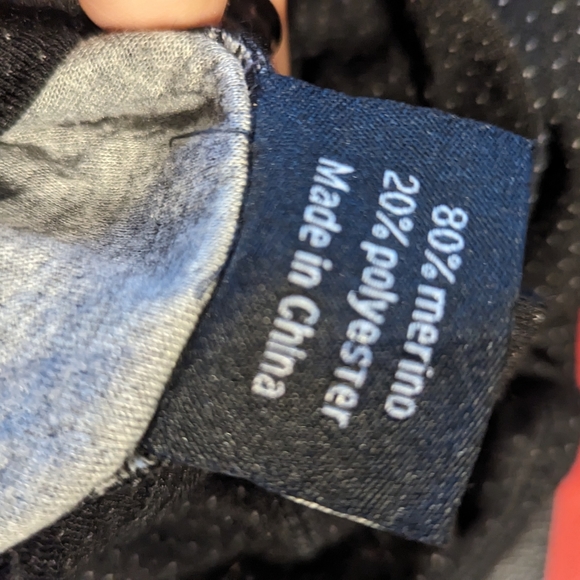 80% merino
20% polyester
Made in China